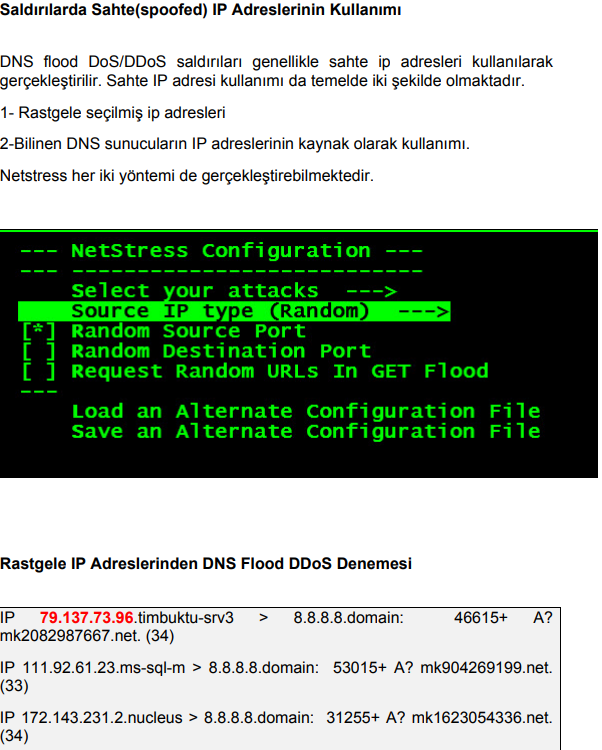 Saldırılarda Sahte(spoofed) IP Adreslerinin Kullanımı
DNS flood DoS/DDoS saldırıları genellikle sahte ip adresleri kullanılarak
gerçekleştirilir. Sahte IP adresi kullanımı da temelde iki şekilde olmaktadır.
1- Rastgele seçilmiş ip adresleri
2-Bilinen DNS sunucuların IP adreslerinin kaynak olarak kullanımı.
Netstress her iki yöntemi de gerçekleştirebilmektedir.
--- NetStress Configuration ---
--- ---------------------------
Select your attacks --->
Source IP type (Random) --->
[*] Random Source Port
[ ] Random Destination Port
[ ] Request Random URLs In GET Flood
---
Load an Alternate Configuration File
Save an Alternate Configuration File
Rastgele IP Adreslerinden DNS Flood DDoS Denemesi
IP 79.137.73.96.timbuktu-srv3 > 8.8.8.8.domain: 46615+ A?
mk2082987667.net. (34)
IP 111.92.61.23.ms-sql-m > 8.8.8.8.domain: 53015+ A? mk904269199.net.
(33)
IP 172.143.231.2.nucleus > 8.8.8.8.domain: 31255+ A? mk1623054336.net.
(34)